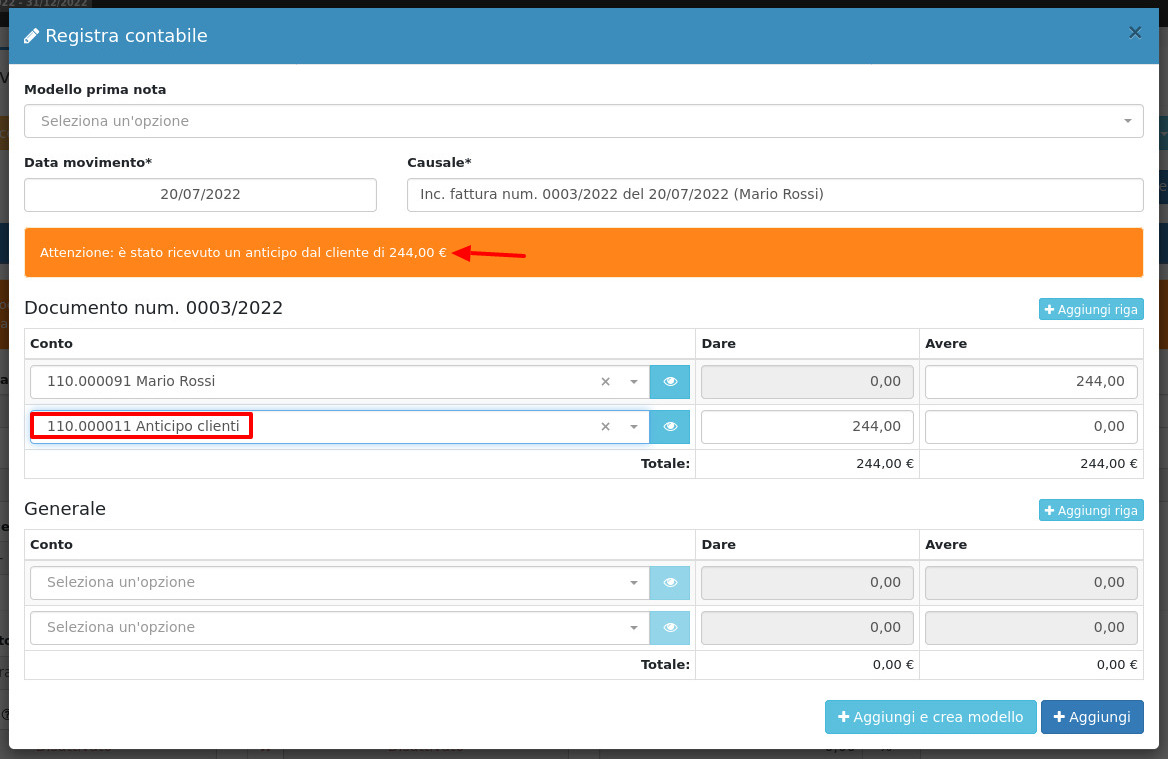 022 - 31/12/2022
Registra contabile ×
Modello prima nota
Seleziona un'opzione
Data movimento* Causale*
20/07/2022 Inc. fattura num. 0003/2022 del 20/07/2022 (Mario Rossi)
Attenzione: è stato ricevuto un anticipo dal cliente di 244,00 €
Documento num. 0003/2022 + Aggiungi riga
Conto Dare Avere
110.000091 Mario Rossi × 0,00 244,00
110.000011 Anticipo clienti × 244,00 0,00
Totale: 244,00 € 244,00 €
Generale + Aggiungi riga
Conto Dare Avere
Seleziona un'opzione 0,00 0,00
Seleziona un'opzione 0,00 0,00
Totale: 0,00 € 0,00 €
+ Aggiungi e crea modello + Aggiungi